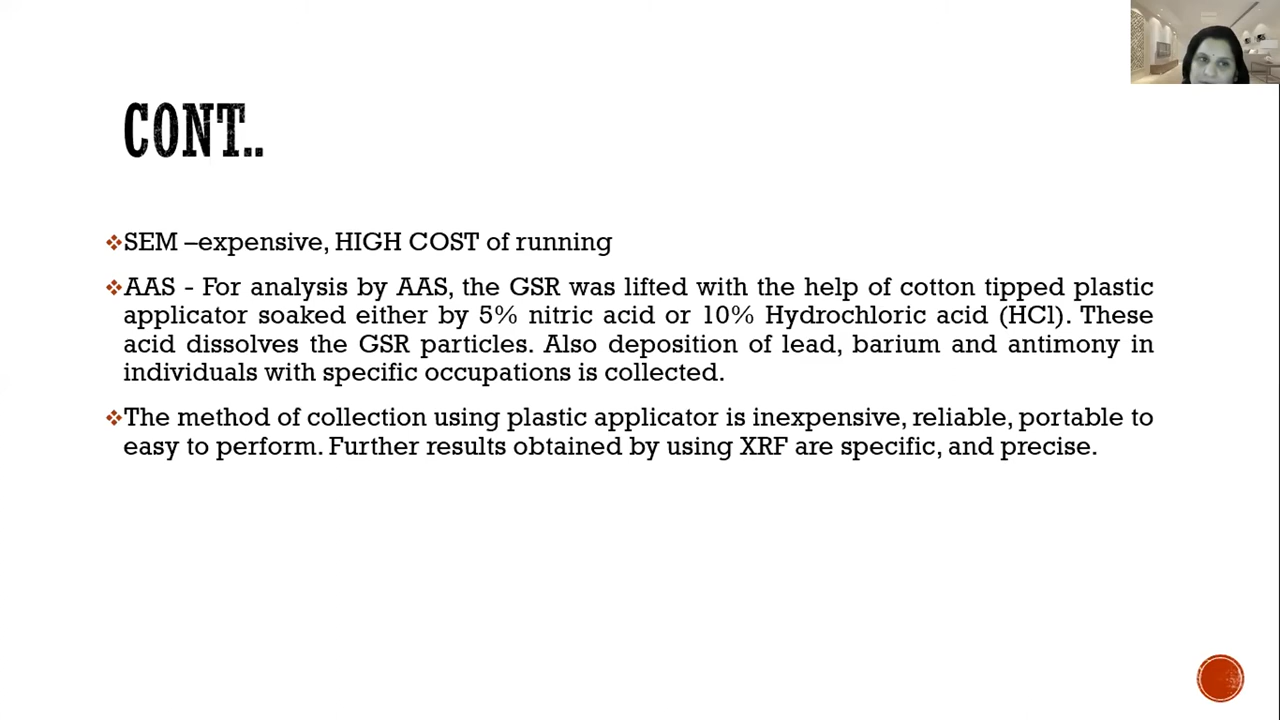 CONT..
SEM –expensive, HIGH COST of running
AAS - For analysis by AAS, the GSR was lifted with the help of cotton tipped plastic
applicator soaked either by 5% nitric acid or 10% Hydrochloric acid (HCl). These
acid dissolves the GSR particles. Also deposition of lead, barium and antimony in
individuals with specific occupations is collected.
The method of collection using plastic applicator is inexpensive, reliable, portable to
easy to perform. Further results obtained by using XRF are specific, and precise.